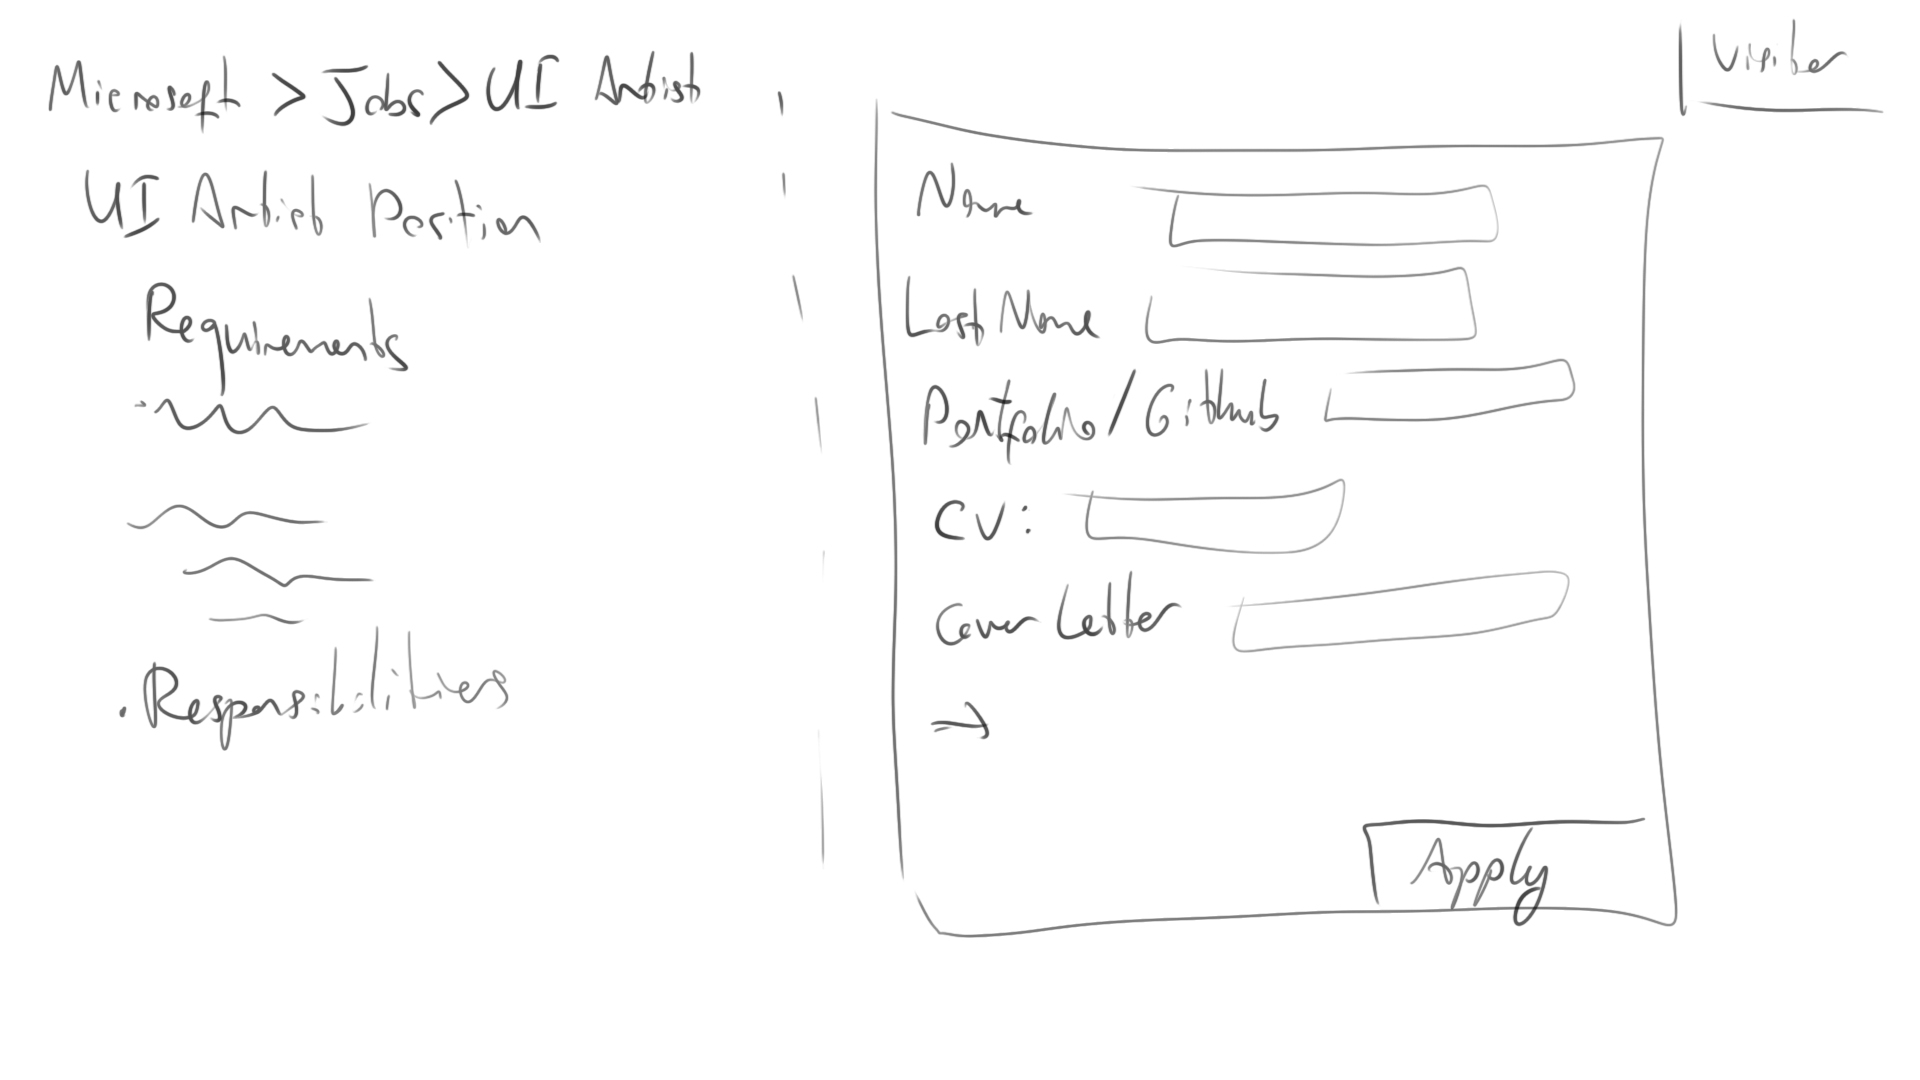 Microsoft > Jobs > UI Artist
UI Artist Position
Requirements
Responsibilities
Visitor
Name
Last Name
Portfolio / Github
CV:
Cover Letter
→
Apply